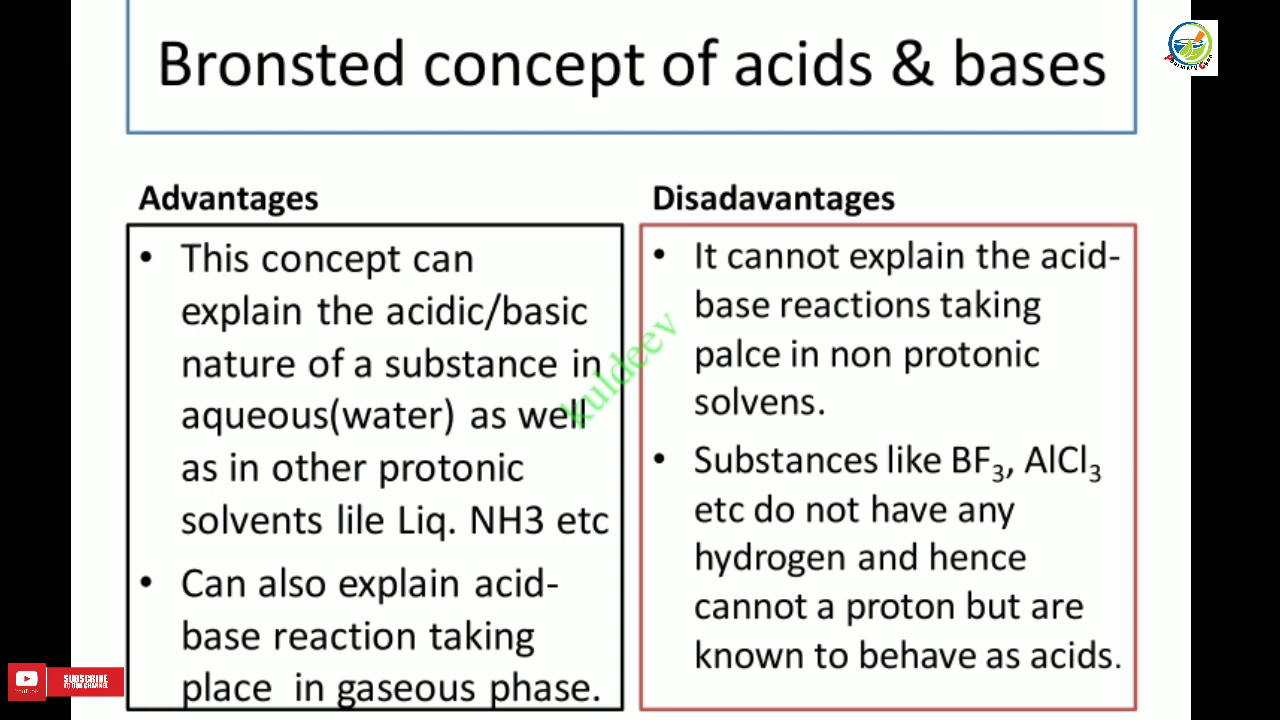 Bronsted concept of acids & bases
Advantages
• This concept can
explain the acidic/basic
nature of a substance in
aqueous(water) as well
as in other protonic
solvents lile Liq. NH3 etc
• Can also explain acid-
base reaction taking
place in gaseous phase.
Disadavantages
• It cannot explain the acid-
base reactions taking
palce in non protonic
solvens.
• Substances like BF₃, AlCl₃
etc do not have any
hydrogen and hence
cannot a proton but are
known to behave as acids.
kuldeev
YouTube
SUBSCRIBE